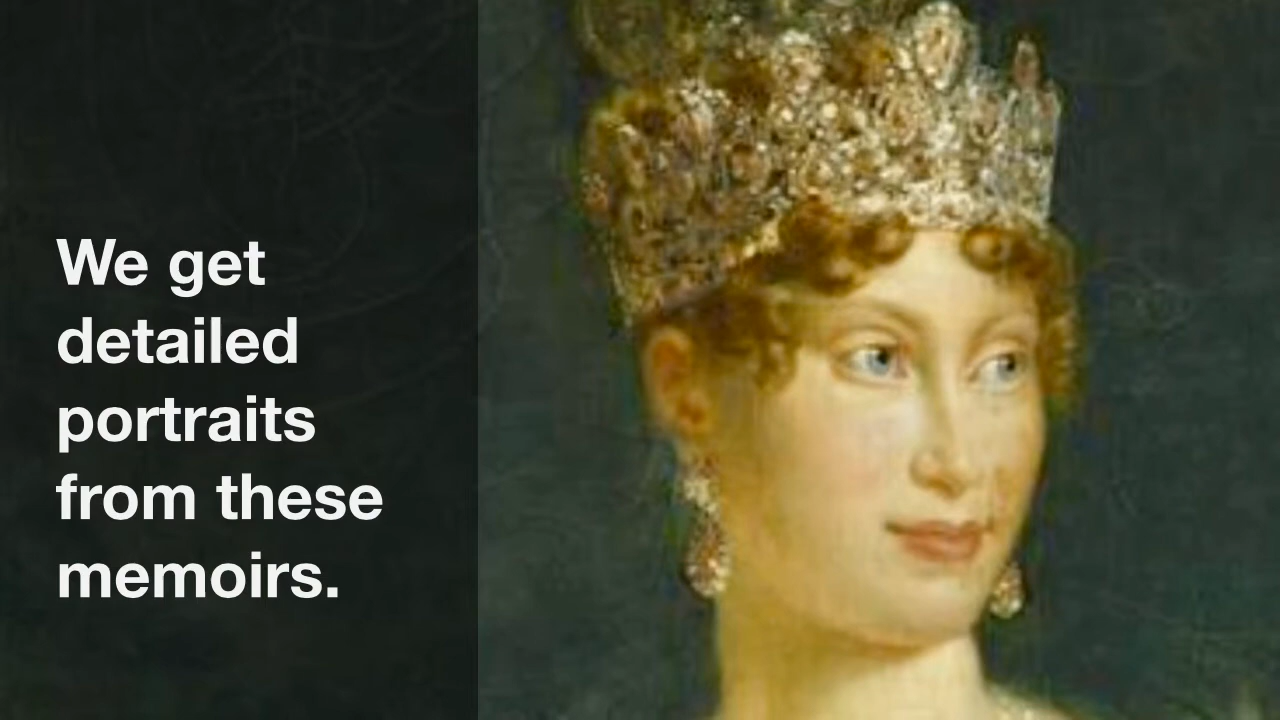 We get
detailed
portraits
from these
memoirs.